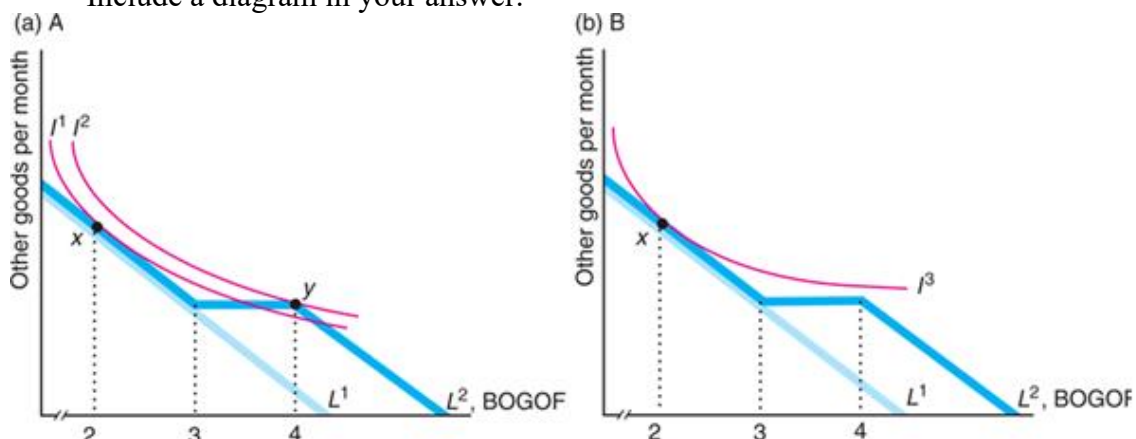 Include a diagram in your answer.
(a) A
Other goods per month
I1 I2
x
y
L1
L2, BOGOF
2 3 4
(b) B
Other goods per month
x
I3
L1
L2, BOGOF
2 3 4